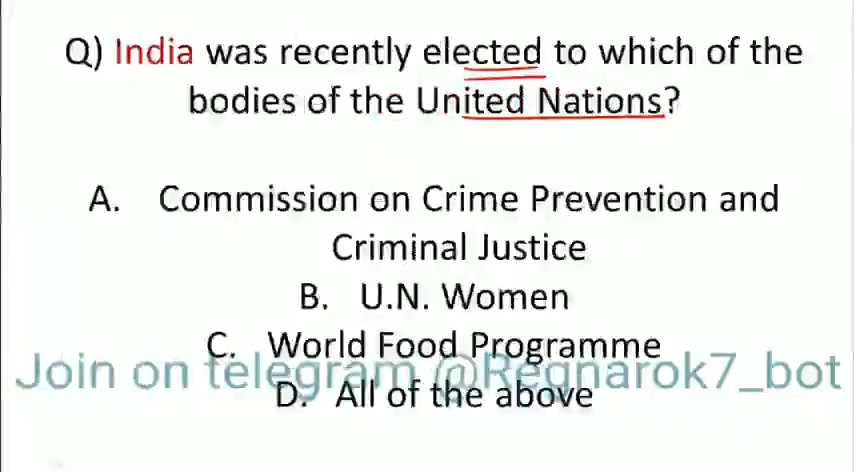 Q) India was recently elected to which of the
bodies of the United Nations?
A. Commission on Crime Prevention and
Criminal Justice
B. U.N. Women
C. World Food Programme
Join on telegram @Regnarok7_bot
D. All of the above